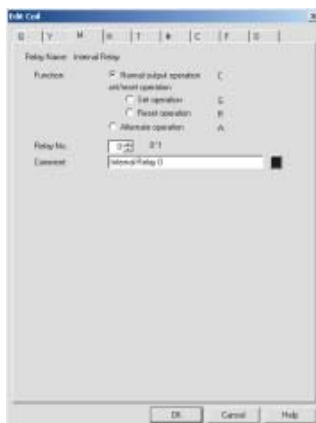 Edit Coil
Q Y M T C
Relay Name: Internal Relay
Function:
Normal output operation
set/reset operation
Set operation S
Reset operation R
Alternate operation A
Relay No.
Comment: Internal Relay 0
OK Cancel Help